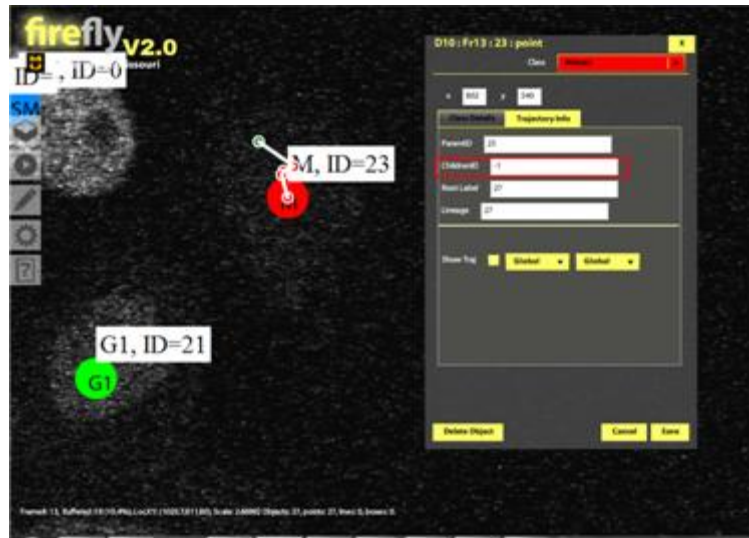 firefly V2.0
ID= , ID=0
SM
M, ID=23
M
G1, ID=21
G1
D10 : Fr13 : 23 : point
x
Class
x 802 y 540
Class Details Trajectory Info
ParentID 23
ChildrenID -1
Root Label 27
Lineage 27
Show Traj Global Global
Delete Object Cancel Save